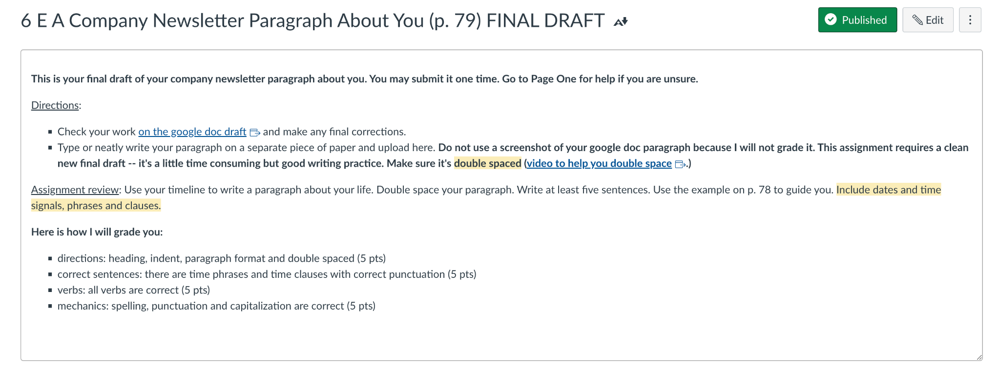 6 E A Company Newsletter Paragraph About You (p. 79) FINAL DRAFT
Published
Edit
This is your final draft of your company newsletter paragraph about you. You may submit it one time. Go to Page One for help if you are unsure.
Directions:
▪ Check your work on the google doc draft and make any final corrections.
▪ Type or neatly write your paragraph on a separate piece of paper and upload here. Do not use a screenshot of your google doc paragraph because I will not grade it. This assignment requires a clean
new final draft -- it's a little time consuming but good writing practice. Make sure it's double spaced (video to help you double space .)
Assignment review: Use your timeline to write a paragraph about your life. Double space your paragraph. Write at least five sentences. Use the example on p. 78 to guide you. Include dates and time
signals, phrases and clauses.
Here is how I will grade you:
▪ directions: heading, indent, paragraph format and double spaced (5 pts)
▪ correct sentences: there are time phrases and time clauses with correct punctuation (5 pts)
▪ verbs: all verbs are correct (5 pts)
▪ mechanics: spelling, punctuation and capitalization are correct (5 pts)